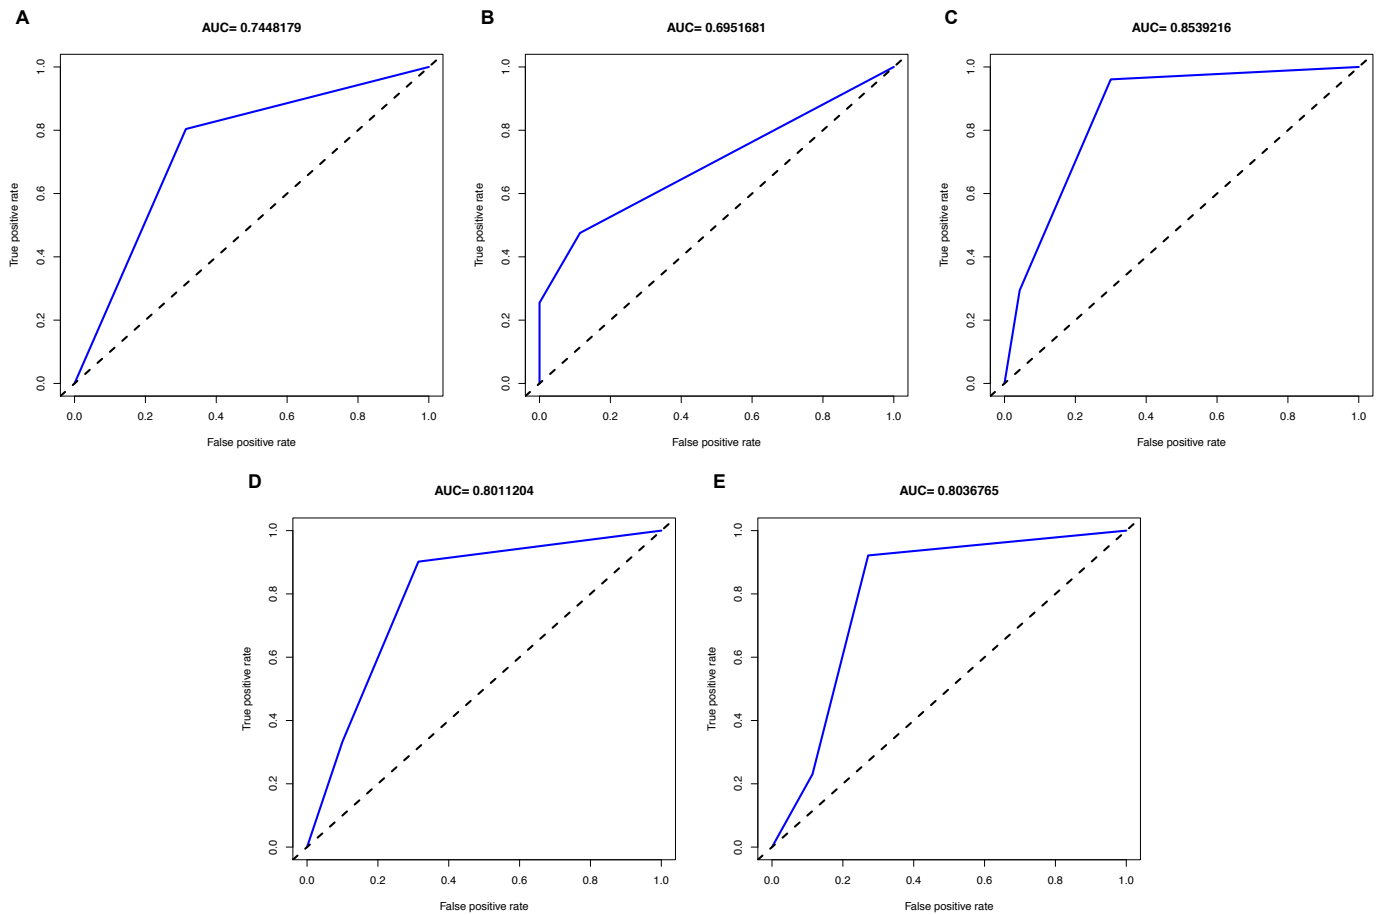 A
AUC= 0.7448179
True positive rate
1.0
0.8
0.6
0.4
0.2
0.0
0.0 0.2 0.4 0.6 0.8 1.0
False positive rate
B
AUC= 0.6951681
True positive rate
1.0
0.8
0.6
0.4
0.2
0.0
0.0 0.2 0.4 0.6 0.8 1.0
False positive rate
C
AUC= 0.8539216
True positive rate
1.0
0.8
0.6
0.4
0.2
0.0
0.0 0.2 0.4 0.6 0.8 1.0
False positive rate
D
AUC= 0.8011204
True positive rate
1.0
0.8
0.6
0.4
0.2
0.0
0.0 0.2 0.4 0.6 0.8 1.0
False positive rate
E
AUC= 0.8036765
True positive rate
1.0
0.8
0.6
0.4
0.2
0.0
0.0 0.2 0.4 0.6 0.8 1.0
False positive rate